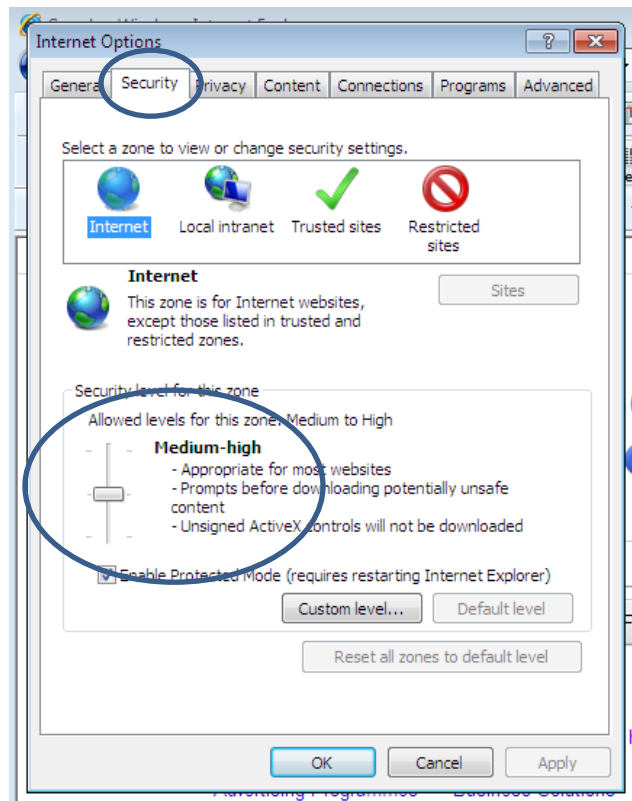 Internet Options
General Security Privacy Content Connections Programs Advanced
Select a zone to view or change security settings.
Internet Local intranet Trusted sites Restricted
sites
Internet
Sites
This zone is for Internet websites,
except those listed in trusted and
restricted zones.
Security level for this zone
Allowed levels for this zone: Medium to High
Medium-high
- Appropriate for most websites
- Prompts before downloading potentially unsafe
content
- Unsigned ActiveX controls will not be downloaded
Enable Protected Mode (requires restarting Internet Explorer)
Custom level... Default level
Reset all zones to default level
OK Cancel Apply